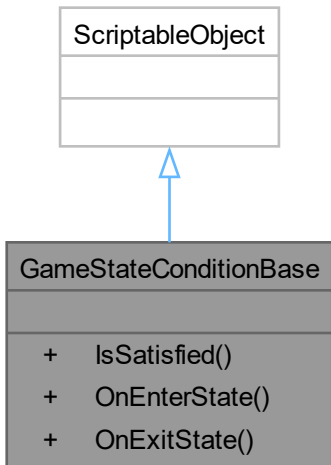 ScriptableObject
GameStateConditionBase
+ IsSatisfied()
+ OnEnterState()
+ OnExitState()